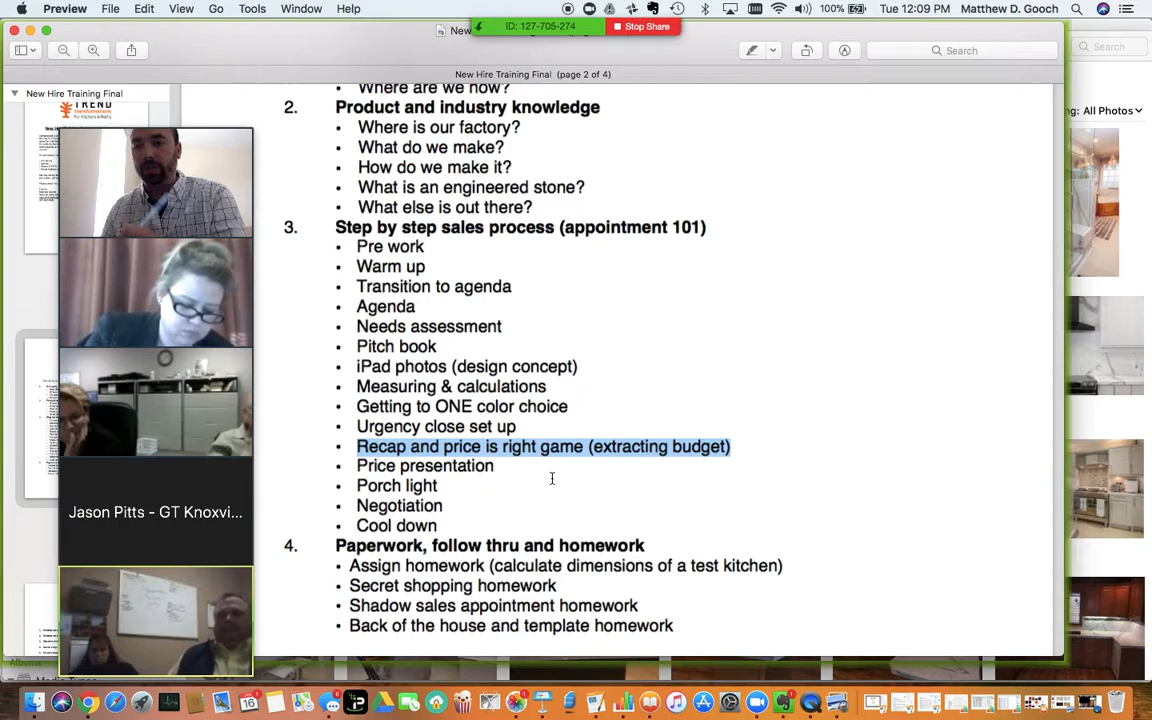 Preview File Edit View Go Tools Window Help 100% Tue 12:09 PM Matthew D. Gooch
ID: 127-705-274 Stop Share
New
Search
Search
New Hire Training Final (page 2 of 4)
New Hire Training Final
TREND
transformations
ng: All Photos
Where are we now?
2. Product and industry knowledge
• Where is our factory?
• What do we make?
• How do we make it?
• What is an engineered stone?
• What else is out there?
3. Step by step sales process (appointment 101)
• Pre work
• Warm up
• Transition to agenda
• Agenda
• Needs assessment
• Pitch book
• iPad photos (design concept)
• Measuring & calculations
• Getting to ONE color choice
• Urgency close set up
• Recap and price is right game (extracting budget)
• Price presentation
• Porch light
• Negotiation
• Cool down
4. Paperwork, follow thru and homework
• Assign homework (calculate dimensions of a test kitchen)
• Secret shopping homework
• Shadow sales appointment homework
• Back of the house and template homework
Jason Pitts - GT Knoxvi...
16